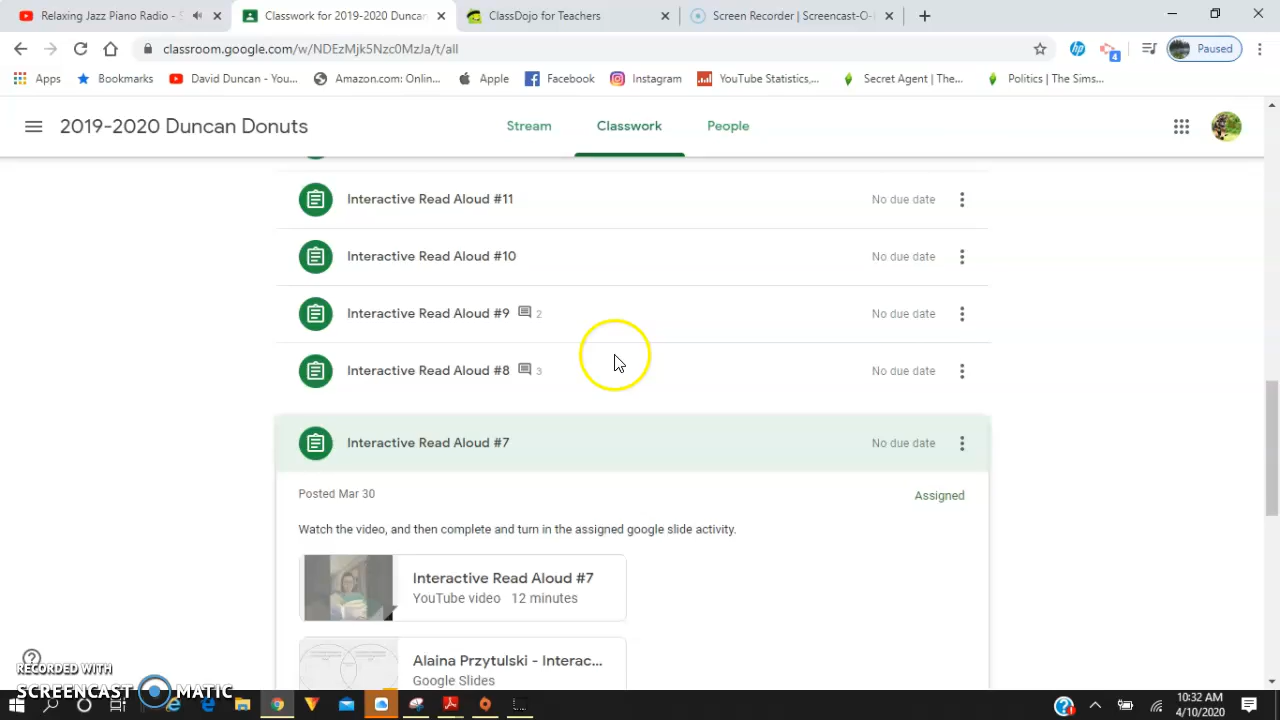 Relaxing Jazz Piano Radio - S
Classwork for 2019-2020 Duncan
ClassDojo for Teachers
Screen Recorder | Screencast-O-
classroom.google.com/w/NDEzMjk5Nzc0MzJa/t/all
4
Paused
Apps
Bookmarks
David Duncan - You...
Amazon.com: Onlin...
Apple
Facebook
Instagram
YouTube Statistics,...
Secret Agent | The...
Politics | The Sims...
2019-2020 Duncan Donuts
Stream
Classwork
People
Interactive Read Aloud #11
No due date
Interactive Read Aloud #10
No due date
Interactive Read Aloud #9
2
No due date
Interactive Read Aloud #8
3
No due date
Interactive Read Aloud #7
No due date
Posted Mar 30
Assigned
Watch the video, and then complete and turn in the assigned google slide activity.
Interactive Read Aloud #7
YouTube video 12 minutes
Alaina Przytulski - Interac...
Google Slides
RECORDED WITH
SCREENCAST MATIC
10:32 AM
4/10/2020